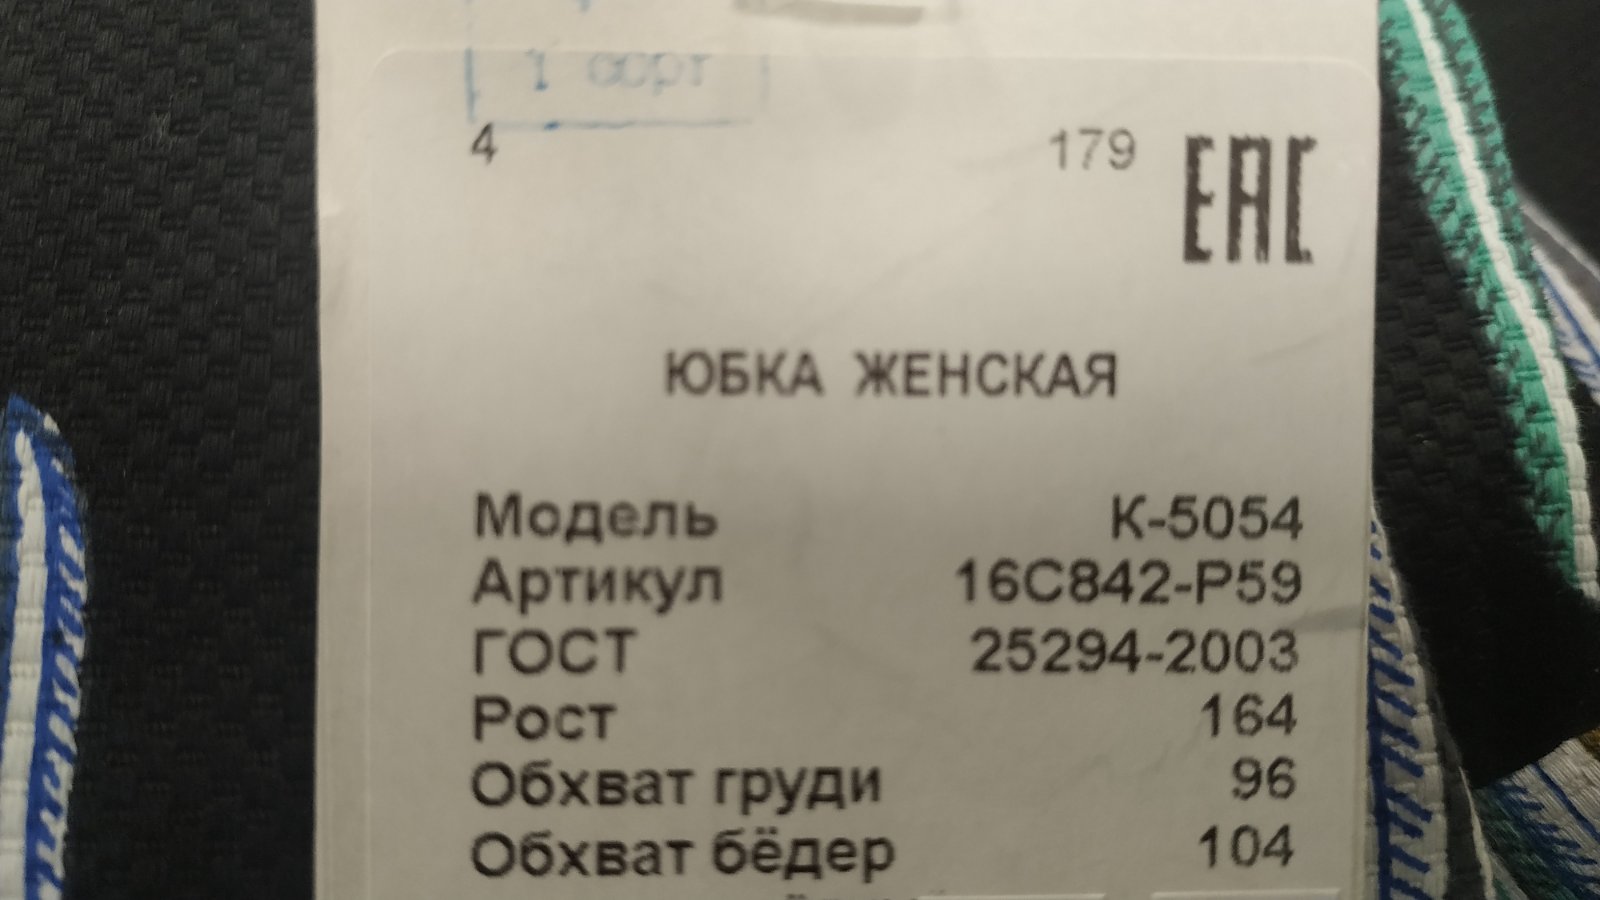 1 сорт
4 179 ЕАС
ЮБКА ЖЕНСКАЯ
Модель К-5054
Артикул 16С842-Р59
ГОСТ 25294-2003
Рост 164
Обхват груди 96
Обхват бёдер 104